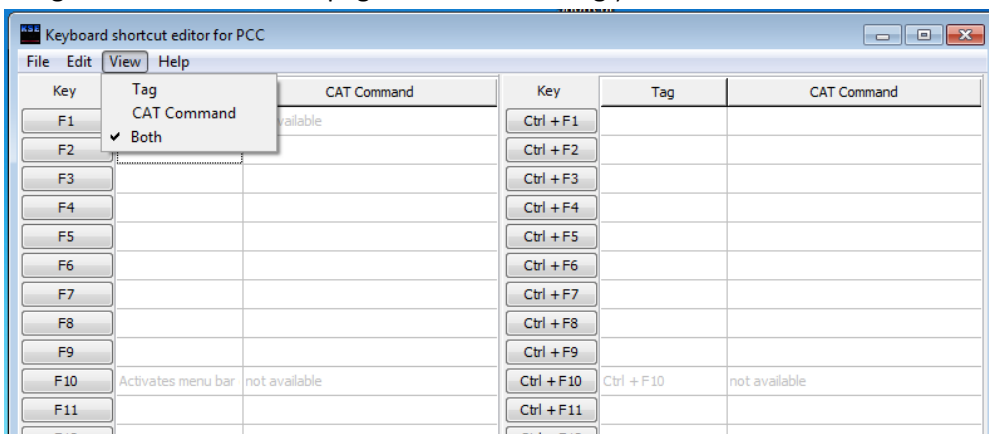 KSE Keyboard shortcut editor for PCC
File Edit View Help
Key CAT Command Key Tag CAT Command
Tag
CAT Command
✓ Both
F1 available Ctrl + F1
F2 Ctrl + F2
F3 Ctrl + F3
F4 Ctrl + F4
F5 Ctrl + F5
F6 Ctrl + F6
F7 Ctrl + F7
F8 Ctrl + F8
F9 Ctrl + F9
F10 Activates menu bar not available Ctrl + F10 Ctrl + F10 not available
F11 Ctrl + F11